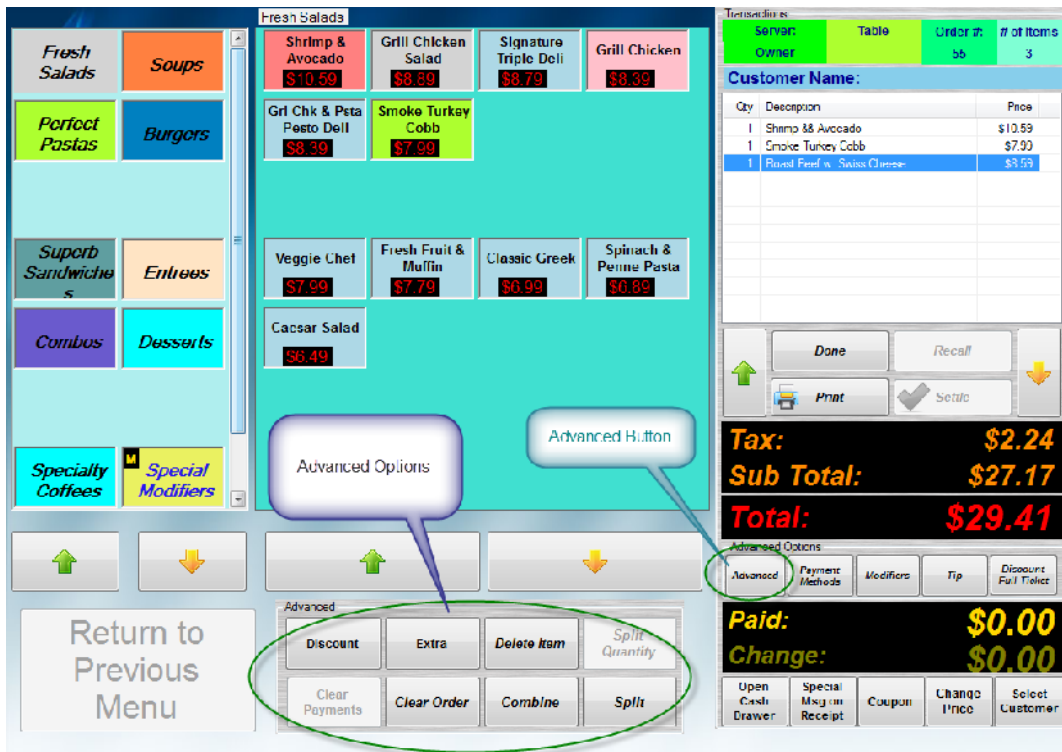 Fresh Salads
Transactions
Fresh
Salads
Soups
Perfect
Pastas
Burgers
Superb
Sandwiche
s
Entrees
Combos
Desserts
Specialty
Coffees
M
Special
Modifiers
Shrimp &
Avocado
$10.59
Grill Chicken
Salad
$8.89
Signature
Triple Deli
$8.79
Grill Chicken
$8.39
Grl Chk & Psta
Pesto Deli
$8.39
Smoke Turkey
Cobb
$7.99
Veggie Chef
$7.99
Fresh Fruit &
Muffin
$7.79
Classic Greek
$6.99
Spinach &
Penne Pasta
$6.89
Caesar Salad
$6.49
Server:
Owner
Table
Order #:
55
# of Items
3
Customer Name:
Qty Description Price
1 Shrimp && Avocado $10.59
1 Smoke Turkey Cobb $7.99
1 Roast Beef w. Swiss Cheese $8.59
Done
Recall
Print
Settle
Tax: $2.24
Sub Total: $27.17
Total: $29.41
Advanced Options
Advanced Button
Advanced Options
Advanced
Payment
Methods
Modifiers
Tip
Discount
Full Ticket
Paid: $0.00
Change: $0.00
Open
Cash
Drawer
Special
Msg on
Receipt
Coupon
Change
Price
Select
Customer
Return to
Previous
Menu
Advanced
Discount
Extra
Delete Item
Split
Quantity
Clear
Payments
Clear Order
Combine
Split